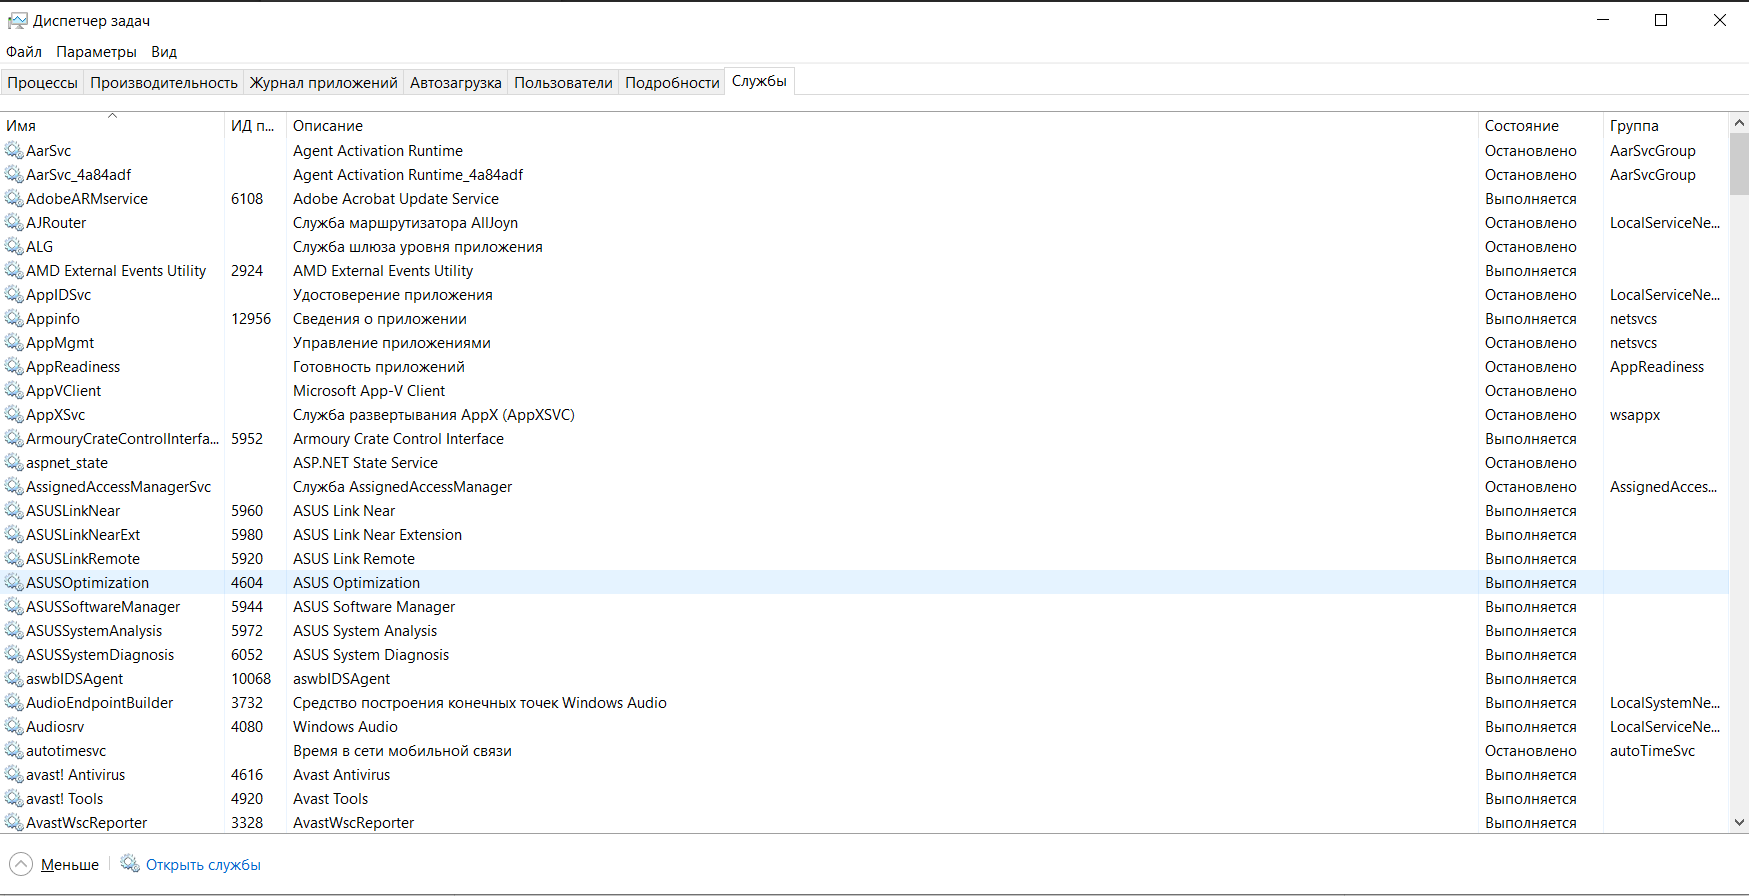 Диспетчер задач
Файл Параметры Вид
Процессы Производительность Журнал приложений Автозагрузка Пользователи Подробности Службы
Имя ИД п... Описание Состояние Группа
AarSvc Agent Activation Runtime Остановлено AarSvcGroup
AarSvc_4a84adf Agent Activation Runtime_4a84adf Остановлено AarSvcGroup
AdobeARMservice 6108 Adobe Acrobat Update Service Выполняется
AJRouter Служба маршрутизатора AllJoyn Остановлено LocalServiceNe...
ALG Служба шлюза уровня приложения Остановлено
AMD External Events Utility 2924 AMD External Events Utility Выполняется
AppIDSvc Удостоверение приложения Остановлено LocalServiceNe...
Appinfo 12956 Сведения о приложении Выполняется netsvcs
AppMgmt Управление приложениями Остановлено netsvcs
AppReadiness Готовность приложений Остановлено AppReadiness
AppVClient Microsoft App-V Client Остановлено
AppXSvc Служба развертывания AppX (AppXSVC) Остановлено wsappx
ArmouryCrateControlInterfa... 5952 Armoury Crate Control Interface Выполняется
aspnet_state ASP.NET State Service Остановлено
AssignedAccessManagerSvc Служба AssignedAccessManager Остановлено AssignedAcces...
ASUSLinkNear 5960 ASUS Link Near Выполняется
ASUSLinkNearExt 5980 ASUS Link Near Extension Выполняется
ASUSLinkRemote 5920 ASUS Link Remote Выполняется
ASUSOptimization 4604 ASUS Optimization Выполняется
ASUSSoftwareManager 5944 ASUS Software Manager Выполняется
ASUSSystemAnalysis 5972 ASUS System Analysis Выполняется
ASUSSystemDiagnosis 6052 ASUS System Diagnosis Выполняется
aswbIDSAgent 10068 aswbIDSAgent Выполняется
AudioEndpointBuilder 3732 Средство построения конечных точек Windows Audio Выполняется LocalSystemNe...
Audiosrv 4080 Windows Audio Выполняется LocalServiceNe...
autotimesvc Время в сети мобильной связи Остановлено autoTimeSvc
avast! Antivirus 4616 Avast Antivirus Выполняется
avast! Tools 4920 Avast Tools Выполняется
AvastWscReporter 3328 AvastWscReporter Выполняется
Меньше Открыть службы